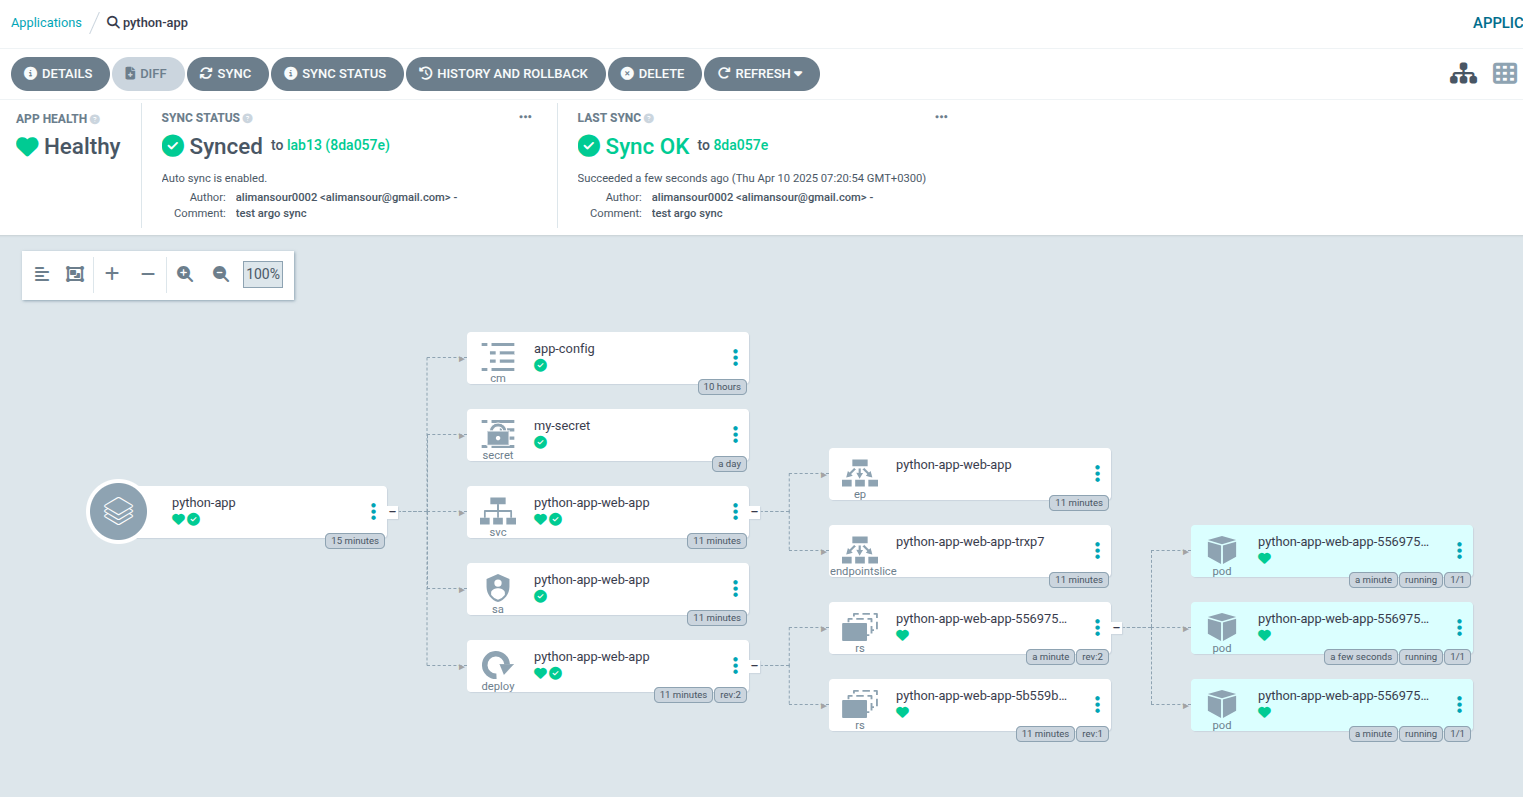 Applications / python-app
APPLIC
DETAILS DIFF SYNC SYNC STATUS HISTORY AND ROLLBACK DELETE REFRESH
APP HEALTH
Healthy
SYNC STATUS
Synced to lab13 (8da057e)
Auto sync is enabled.
Author: alimansour0002 <alimansour@gmail.com> -
Comment: test argo sync
LAST SYNC
Sync OK to 8da057e
Succeeded a few seconds ago (Thu Apr 10 2025 07:20:54 GMT+0300)
Author: alimansour0002 <alimansour@gmail.com> -
Comment: test argo sync
100%
python-app
15 minutes
app-config
cm
10 hours
my-secret
secret
a day
python-app-web-app
svc
11 minutes
python-app-web-app
sa
11 minutes
python-app-web-app
deploy
11 minutes rev:2
python-app-web-app
ep
11 minutes
python-app-web-app-trxp7
endpointslice
11 minutes
python-app-web-app-556975...
rs
a minute rev:2
python-app-web-app-5b559b...
rs
11 minutes rev:1
python-app-web-app-556975...
pod
a minute running 1/1
python-app-web-app-556975...
pod
a few seconds running 1/1
python-app-web-app-556975...
pod
a minute running 1/1